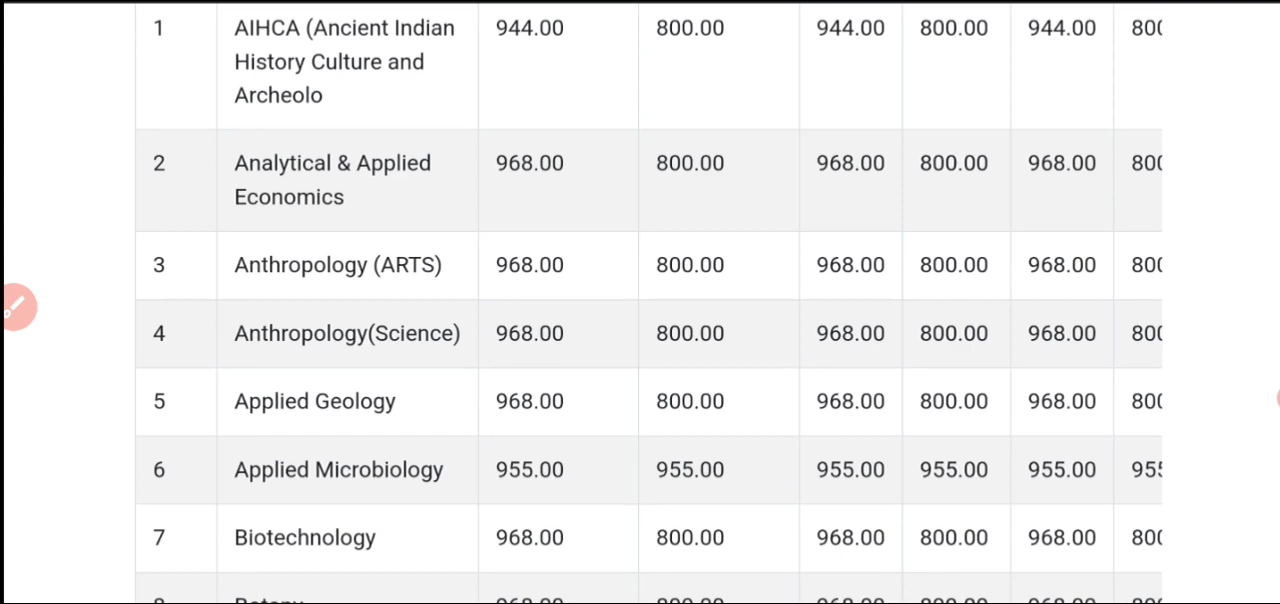 1 AIHCA (Ancient Indian 944.00 800.00 944.00 800.00 944.00
History Culture and
Archeolo
2 Analytical & Applied 968.00 800.00 968.00 800.00 968.00
Economics
3 Anthropology (ARTS) 968.00 800.00 968.00 800.00 968.00
4 Anthropology(Science) 968.00 800.00 968.00 800.00 968.00
5 Applied Geology 968.00 800.00 968.00 800.00 968.00
6 Applied Microbiology 955.00 955.00 955.00 955.00 955.00
7 Biotechnology 968.00 800.00 968.00 800.00 968.00